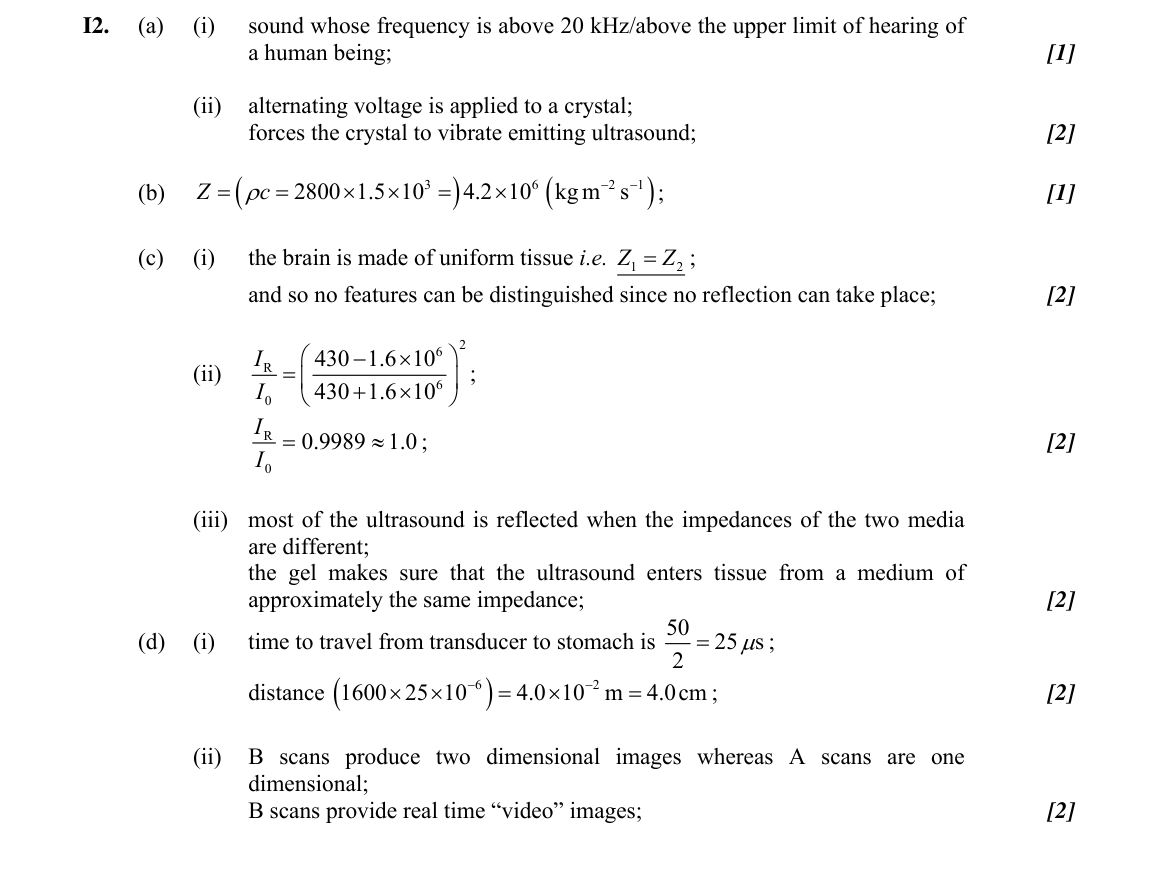 I2. (a) (i) sound whose frequency is above 20 kHz/above the upper limit of hearing of
a human being; [1]
(ii) alternating voltage is applied to a crystal;
forces the crystal to vibrate emitting ultrasound; [2]
(b) Z = (ρc = 2800×1.5×10³ =) 4.2×10⁶ (kg m⁻² s⁻¹); [1]
(c) (i) the brain is made of uniform tissue i.e. Z₁ = Z₂ ;
and so no features can be distinguished since no reflection can take place; [2]
(ii) I_R/I₀ = ((430 − 1.6×10⁶)/(430 + 1.6×10⁶))² ;
I_R/I₀ = 0.9989 ≈ 1.0 ; [2]
(iii) most of the ultrasound is reflected when the impedances of the two media
are different;
the gel makes sure that the ultrasound enters tissue from a medium of
approximately the same impedance; [2]
(d) (i) time to travel from transducer to stomach is 50/2 = 25 μs ;
distance (1600×25×10⁻⁶) = 4.0×10⁻² m = 4.0 cm ; [2]
(ii) B scans produce two dimensional images whereas A scans are one
dimensional;
B scans provide real time “video” images; [2]